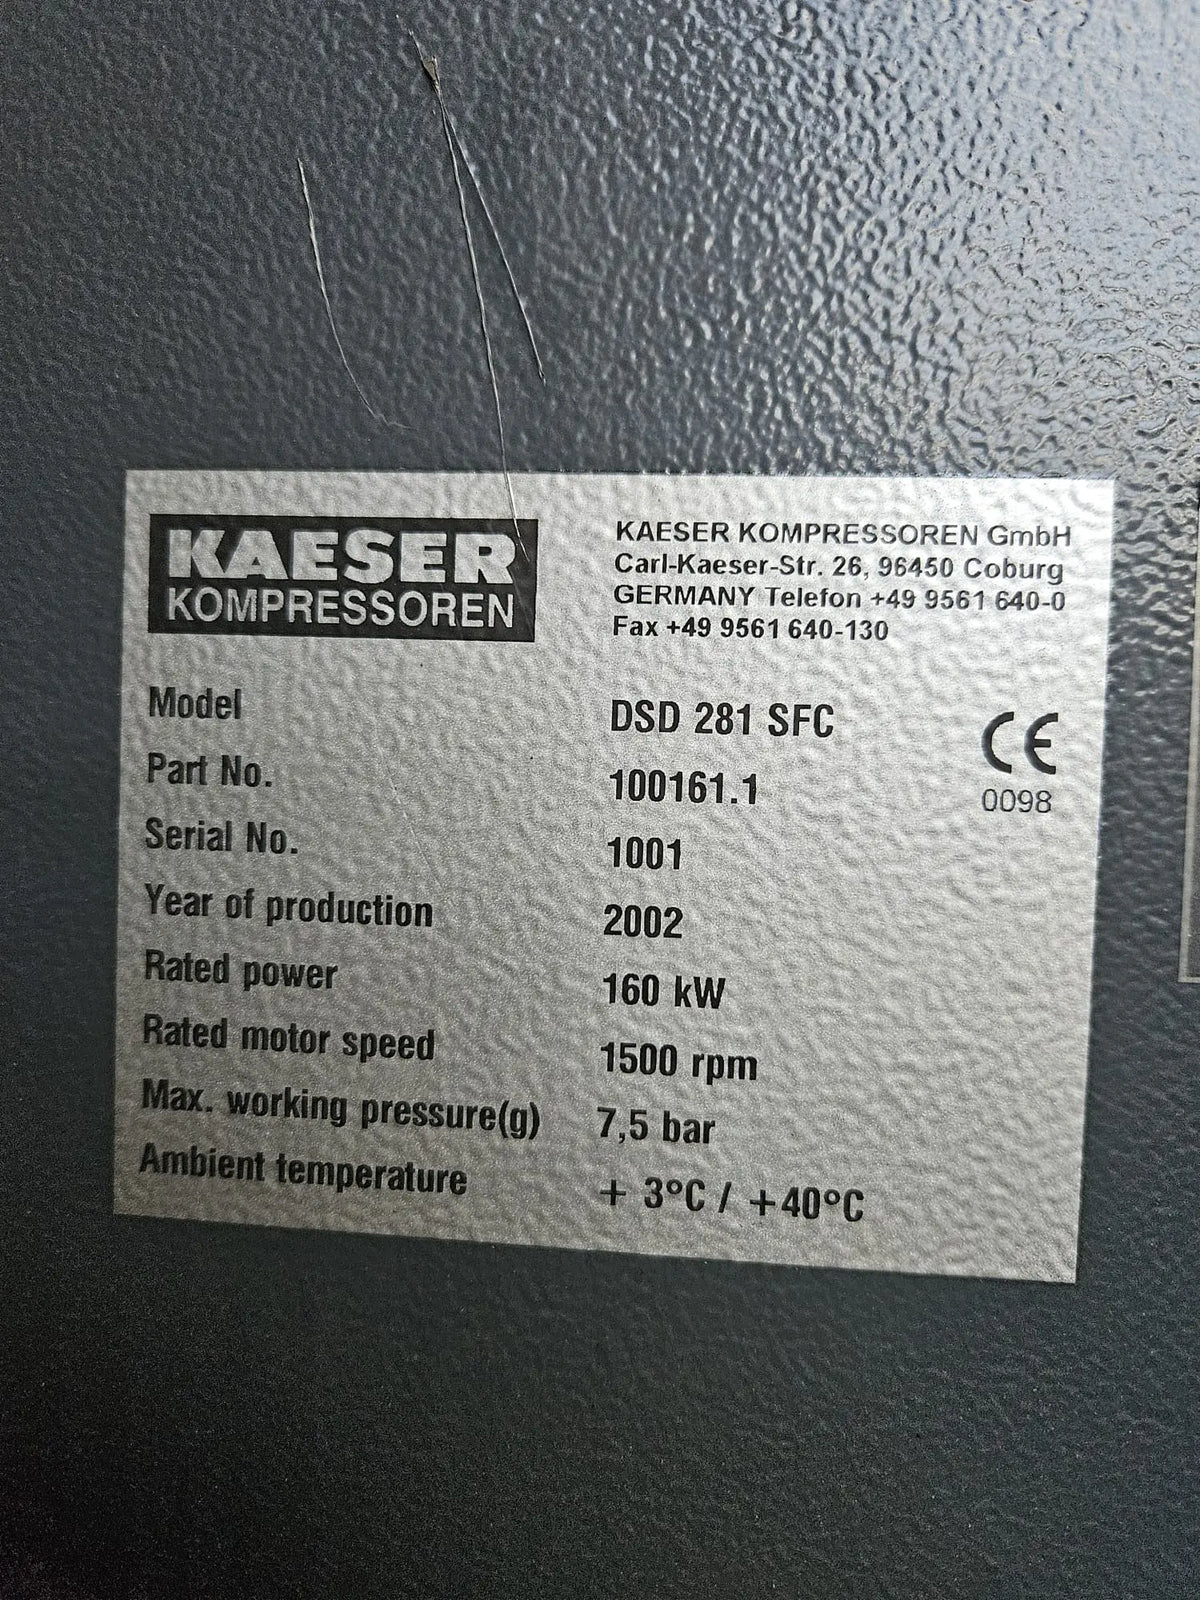 KAESER
KOMPRESSOREN
KAESER KOMPRESSOREN GmbH
Carl-Kaeser-Str. 26, 96450 Coburg
GERMANY Telefon +49 9561 640-0
Fax +49 9561 640-130
Model DSD 281 SFC
Part No. 100161.1
Serial No. 1001
Year of production 2002
Rated power 160 kW
Rated motor speed 1500 rpm
Max. working pressure(g) 7,5 bar
Ambient temperature + 3°C / +40°C
CE
0098